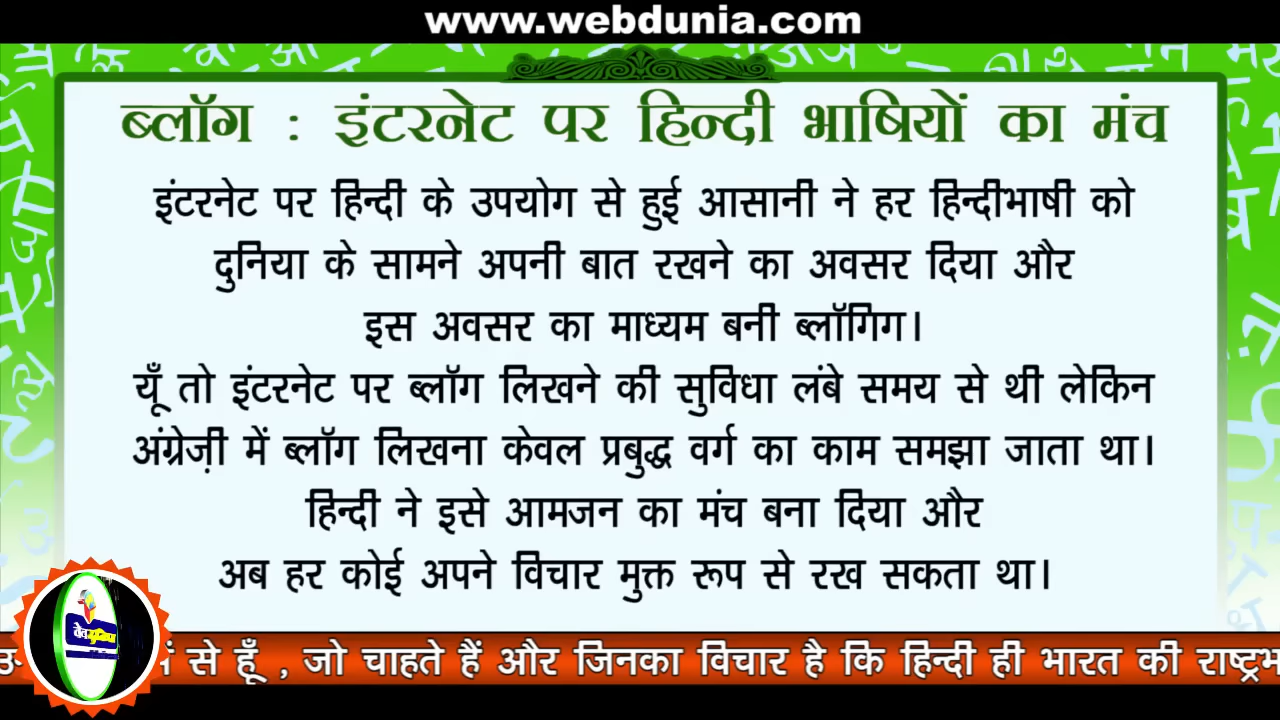 www.webdunia.com
ब्लॉग : इंटरनेट पर हिन्दी भाषियों का मंच
इंटरनेट पर हिन्दी के उपयोग से हुई आसानी ने हर हिन्दीभाषी को
दुनिया के सामने अपनी बात रखने का अवसर दिया और
इस अवसर का माध्यम बनी ब्लॉगिग।
यूँ तो इंटरनेट पर ब्लॉग लिखने की सुविधा लंबे समय से थी लेकिन
अंग्रेज़ी में ब्लॉग लिखना केवल प्रबुद्ध वर्ग का काम समझा जाता था।
हिन्दी ने इसे आमजन का मंच बना दिया और
अब हर कोई अपने विचार मुक्त रूप से रख सकता था।
से हूँ , जो चाहते हैं और जिनका विचार है कि हिन्दी ही भारत की राष्ट्रभ